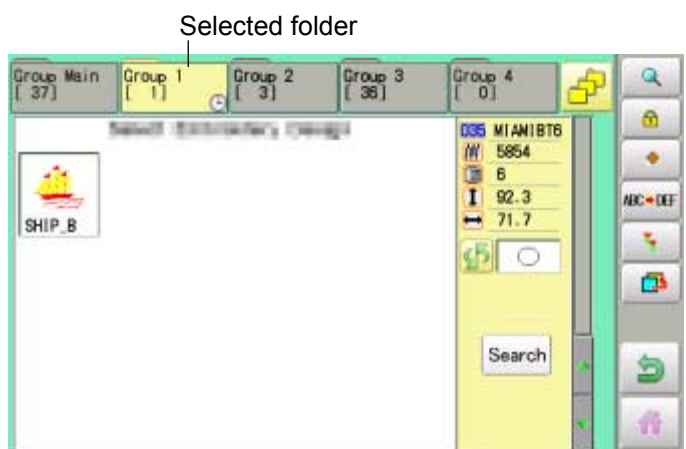 Selected folder
Group Main
[ 37]
Group 1
[ 1]
Group 2
[ 3]
Group 3
[ 36]
Group 4
[ 0]
SHIP_B
035 MIAMIBT6
5854
6
92.3
71.7
Search
ABC DEF